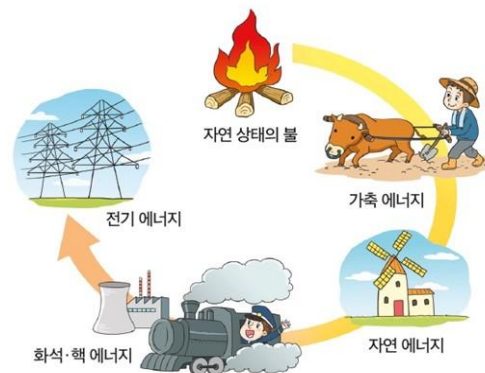 자연 상태의 불
가축 에너지
자연 에너지
화석·핵 에너지
전기 에너지